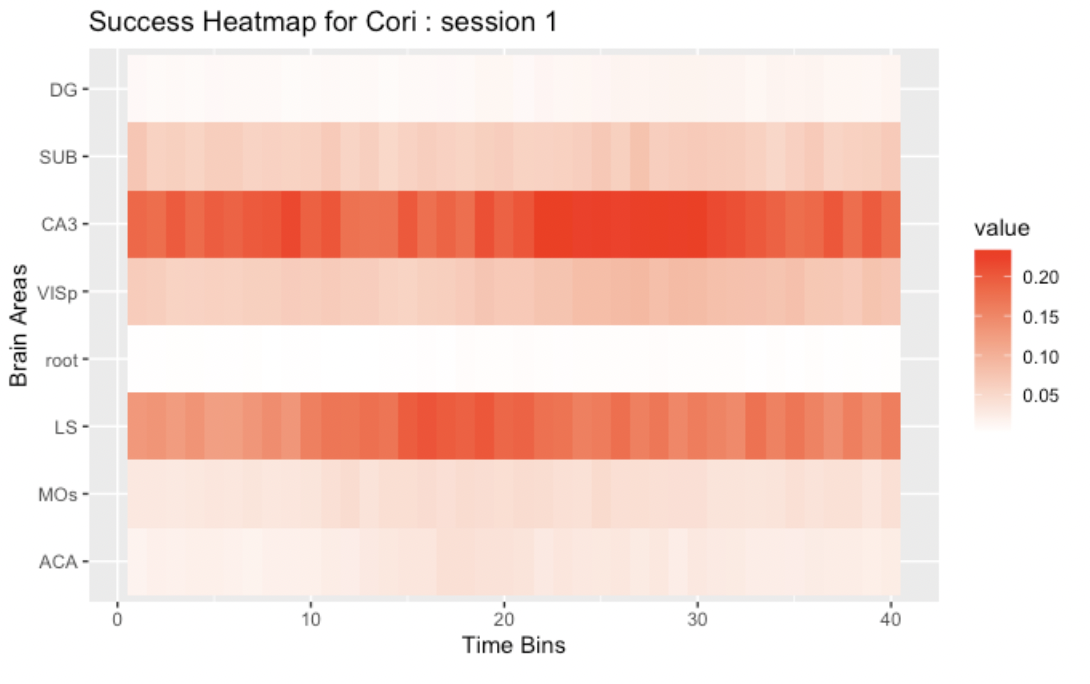 Success Heatmap for Cori : session 1
Brain Areas
DG
SUB
CA3
VISp
root
LS
MOs
ACA
0 10 20 30 40
Time Bins
value
0.20
0.15
0.10
0.05